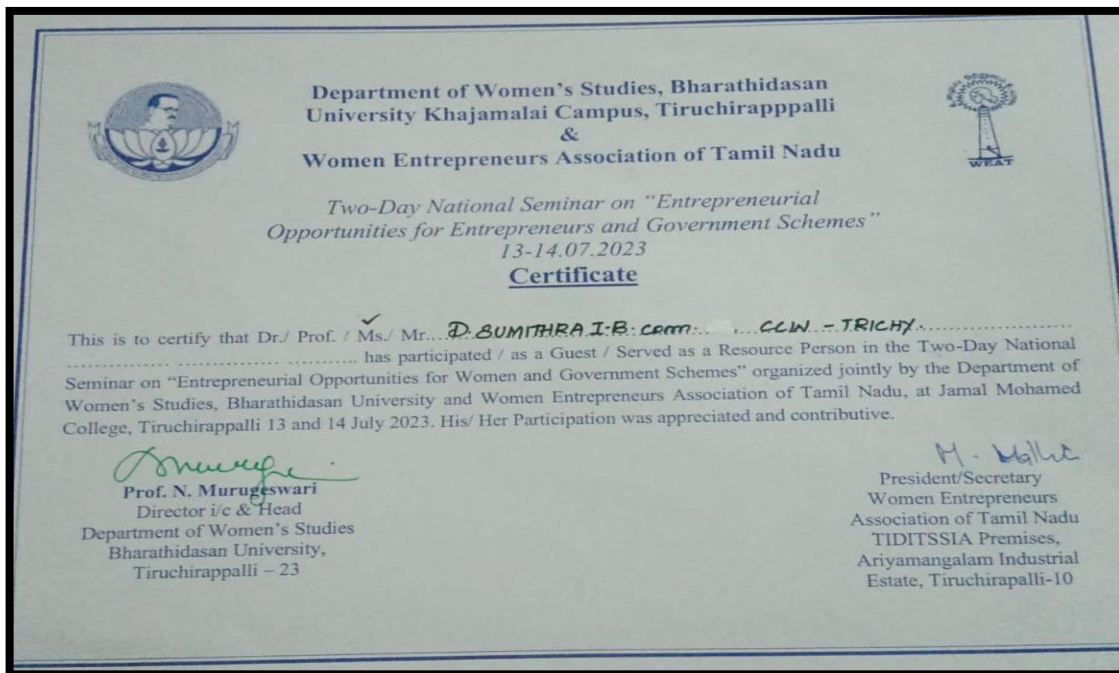 Department of Women's Studies, Bharathidasan
University Khajamalai Campus, Tiruchirapppalli
&
Women Entrepreneurs Association of Tamil Nadu
WEAT
Two-Day National Seminar on "Entrepreneurial
Opportunities for Entrepreneurs and Government Schemes"
13-14.07.2023
Certificate
This is to certify that Dr./ Prof. / Ms./ Mr....D. SUMITHRA I-B.com....., CCW - TRICHY...............
............... .................. has participated / as a Guest / Served as a Resource Person in the Two-Day National
Seminar on "Entrepreneurial Opportunities for Women and Government Schemes" organized jointly by the Department of
Women's Studies, Bharathidasan University and Women Entrepreneurs Association of Tamil Nadu, at Jamal Mohamed
College, Tiruchirappalli 13 and 14 July 2023. His/ Her Participation was appreciated and contributive.
Prof. N. Murugeswari
Director i/c & Head
Department of Women's Studies
Bharathidasan University,
Tiruchirappalli – 23
President/Secretary
Women Entrepreneurs
Association of Tamil Nadu
TIDITSSIA Premises,
Ariyamangalam Industrial
Estate, Tiruchirapalli-10